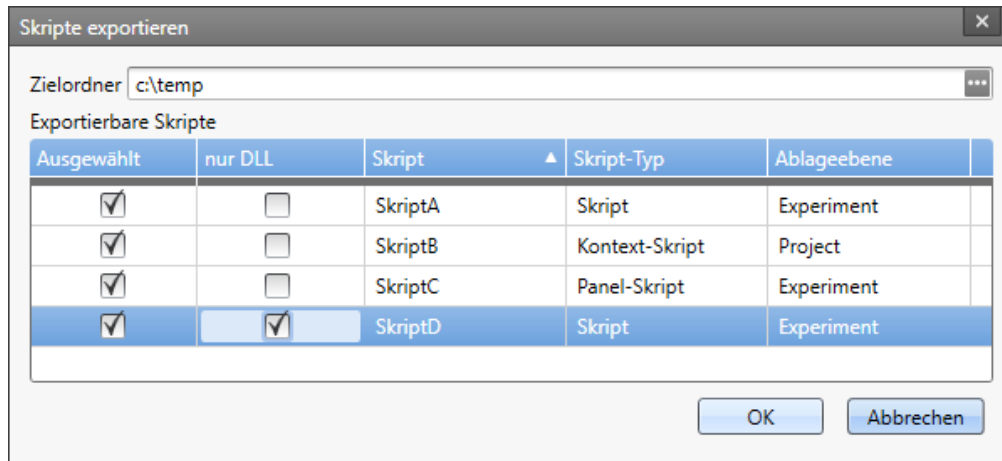 Skripte exportieren
Zielordner c:\temp
Exportierbare Skripte
Ausgewählt nur DLL Skript Skript-Typ Ablageebene
SkriptA Skript Experiment
SkriptB Kontext-Skript Project
SkriptC Panel-Skript Experiment
SkriptD Skript Experiment
OK Abbrechen